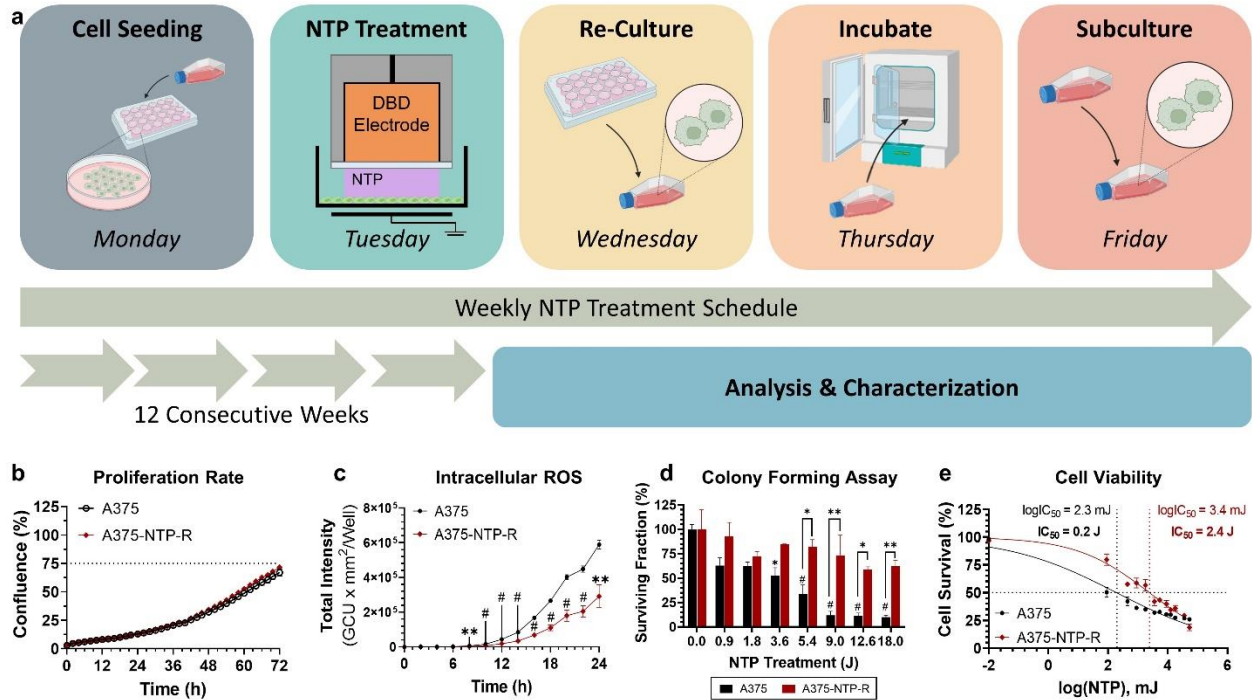 a
Cell Seeding
Monday
NTP Treatment
DBD
Electrode
NTP
Tuesday
Re-Culture
Wednesday
Incubate
Thursday
Subculture
Friday
Weekly NTP Treatment Schedule
12 Consecutive Weeks
Analysis & Characterization
b
Proliferation Rate
A375
A375-NTP-R
Confluence (%)
100
75
50
25
0
0 12 24 36 48 60 72
Time (h)
c
Intracellular ROS
A375
A375-NTP-R
Total Intensity
(GCU x mm²/Well)
8×10⁵
6×10⁵
4×10⁵
2×10⁵
0
** # # # # # # # **
0 4 8 12 16 20 24
Time (h)
d
Colony Forming Assay
Surviving Fraction (%)
125
100
75
50
25
0
* ** * **
* # # # #
0.0 0.9 1.8 3.6 5.4 9.0 12.6 18.0
NTP Treatment (J)
A375 A375-NTP-R
e
Cell Viability
logIC₅₀ = 2.3 mJ
IC₅₀ = 0.2 J
logIC₅₀ = 3.4 mJ
IC₅₀ = 2.4 J
Cell Survival (%)
125
100
75
50
25
0
A375
A375-NTP-R
-2 0 2 4 6
log(NTP), mJ